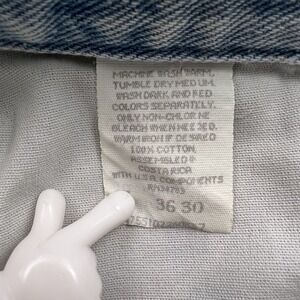 MACHINE WASH WARM,
TUMBLE DRY MEDIUM.
WASH DARK AND RED
COLORS SEPARATELY.
ONLY NON-CHLORINE
BLEACH WHEN NEEDED.
WARM IRON IF DESIRED
100% COTTON.
ASSEMBLED IN
COSTA RICA
WITH U.S.A. COMPONENTS
36 30